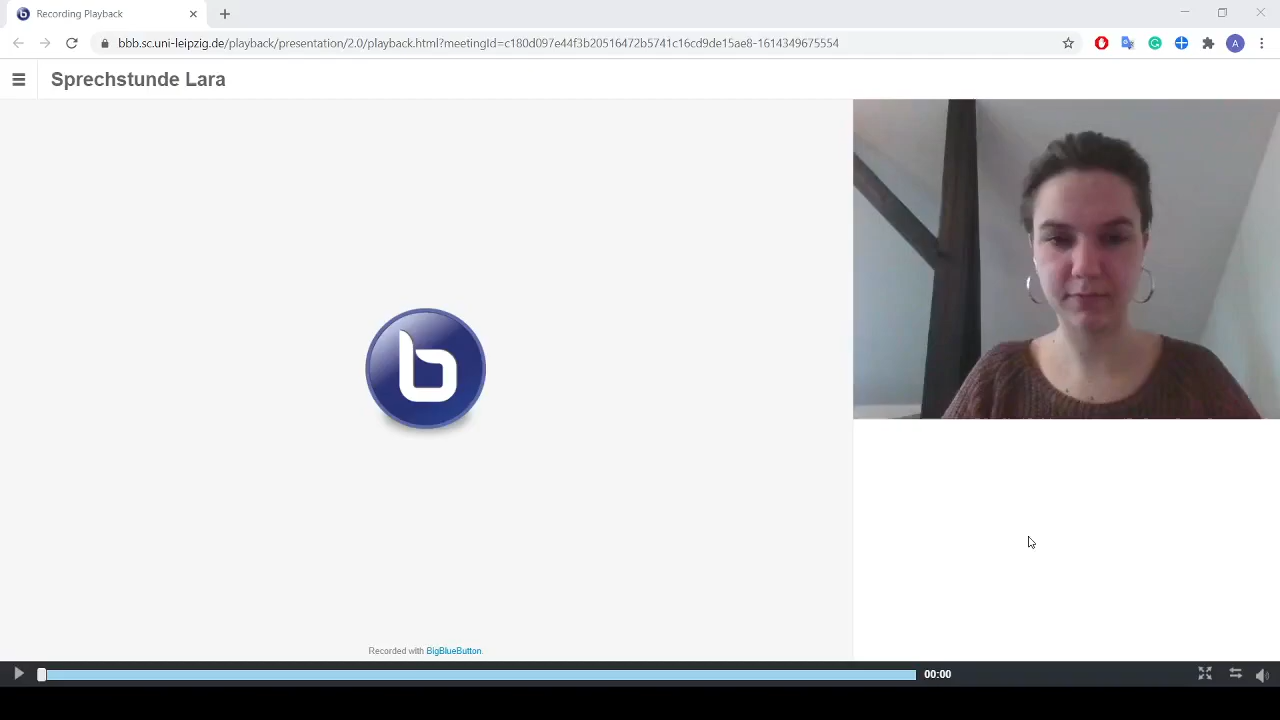 Recording Playback
bbb.sc.uni-leipzig.de/playback/presentation/2.0/playback.html?meetingId=c180d097e44f3b20516472b5741c16cd9de15ae8-1614349675554
A
Sprechstunde Lara
b
Recorded with BigBlueButton.
00:00